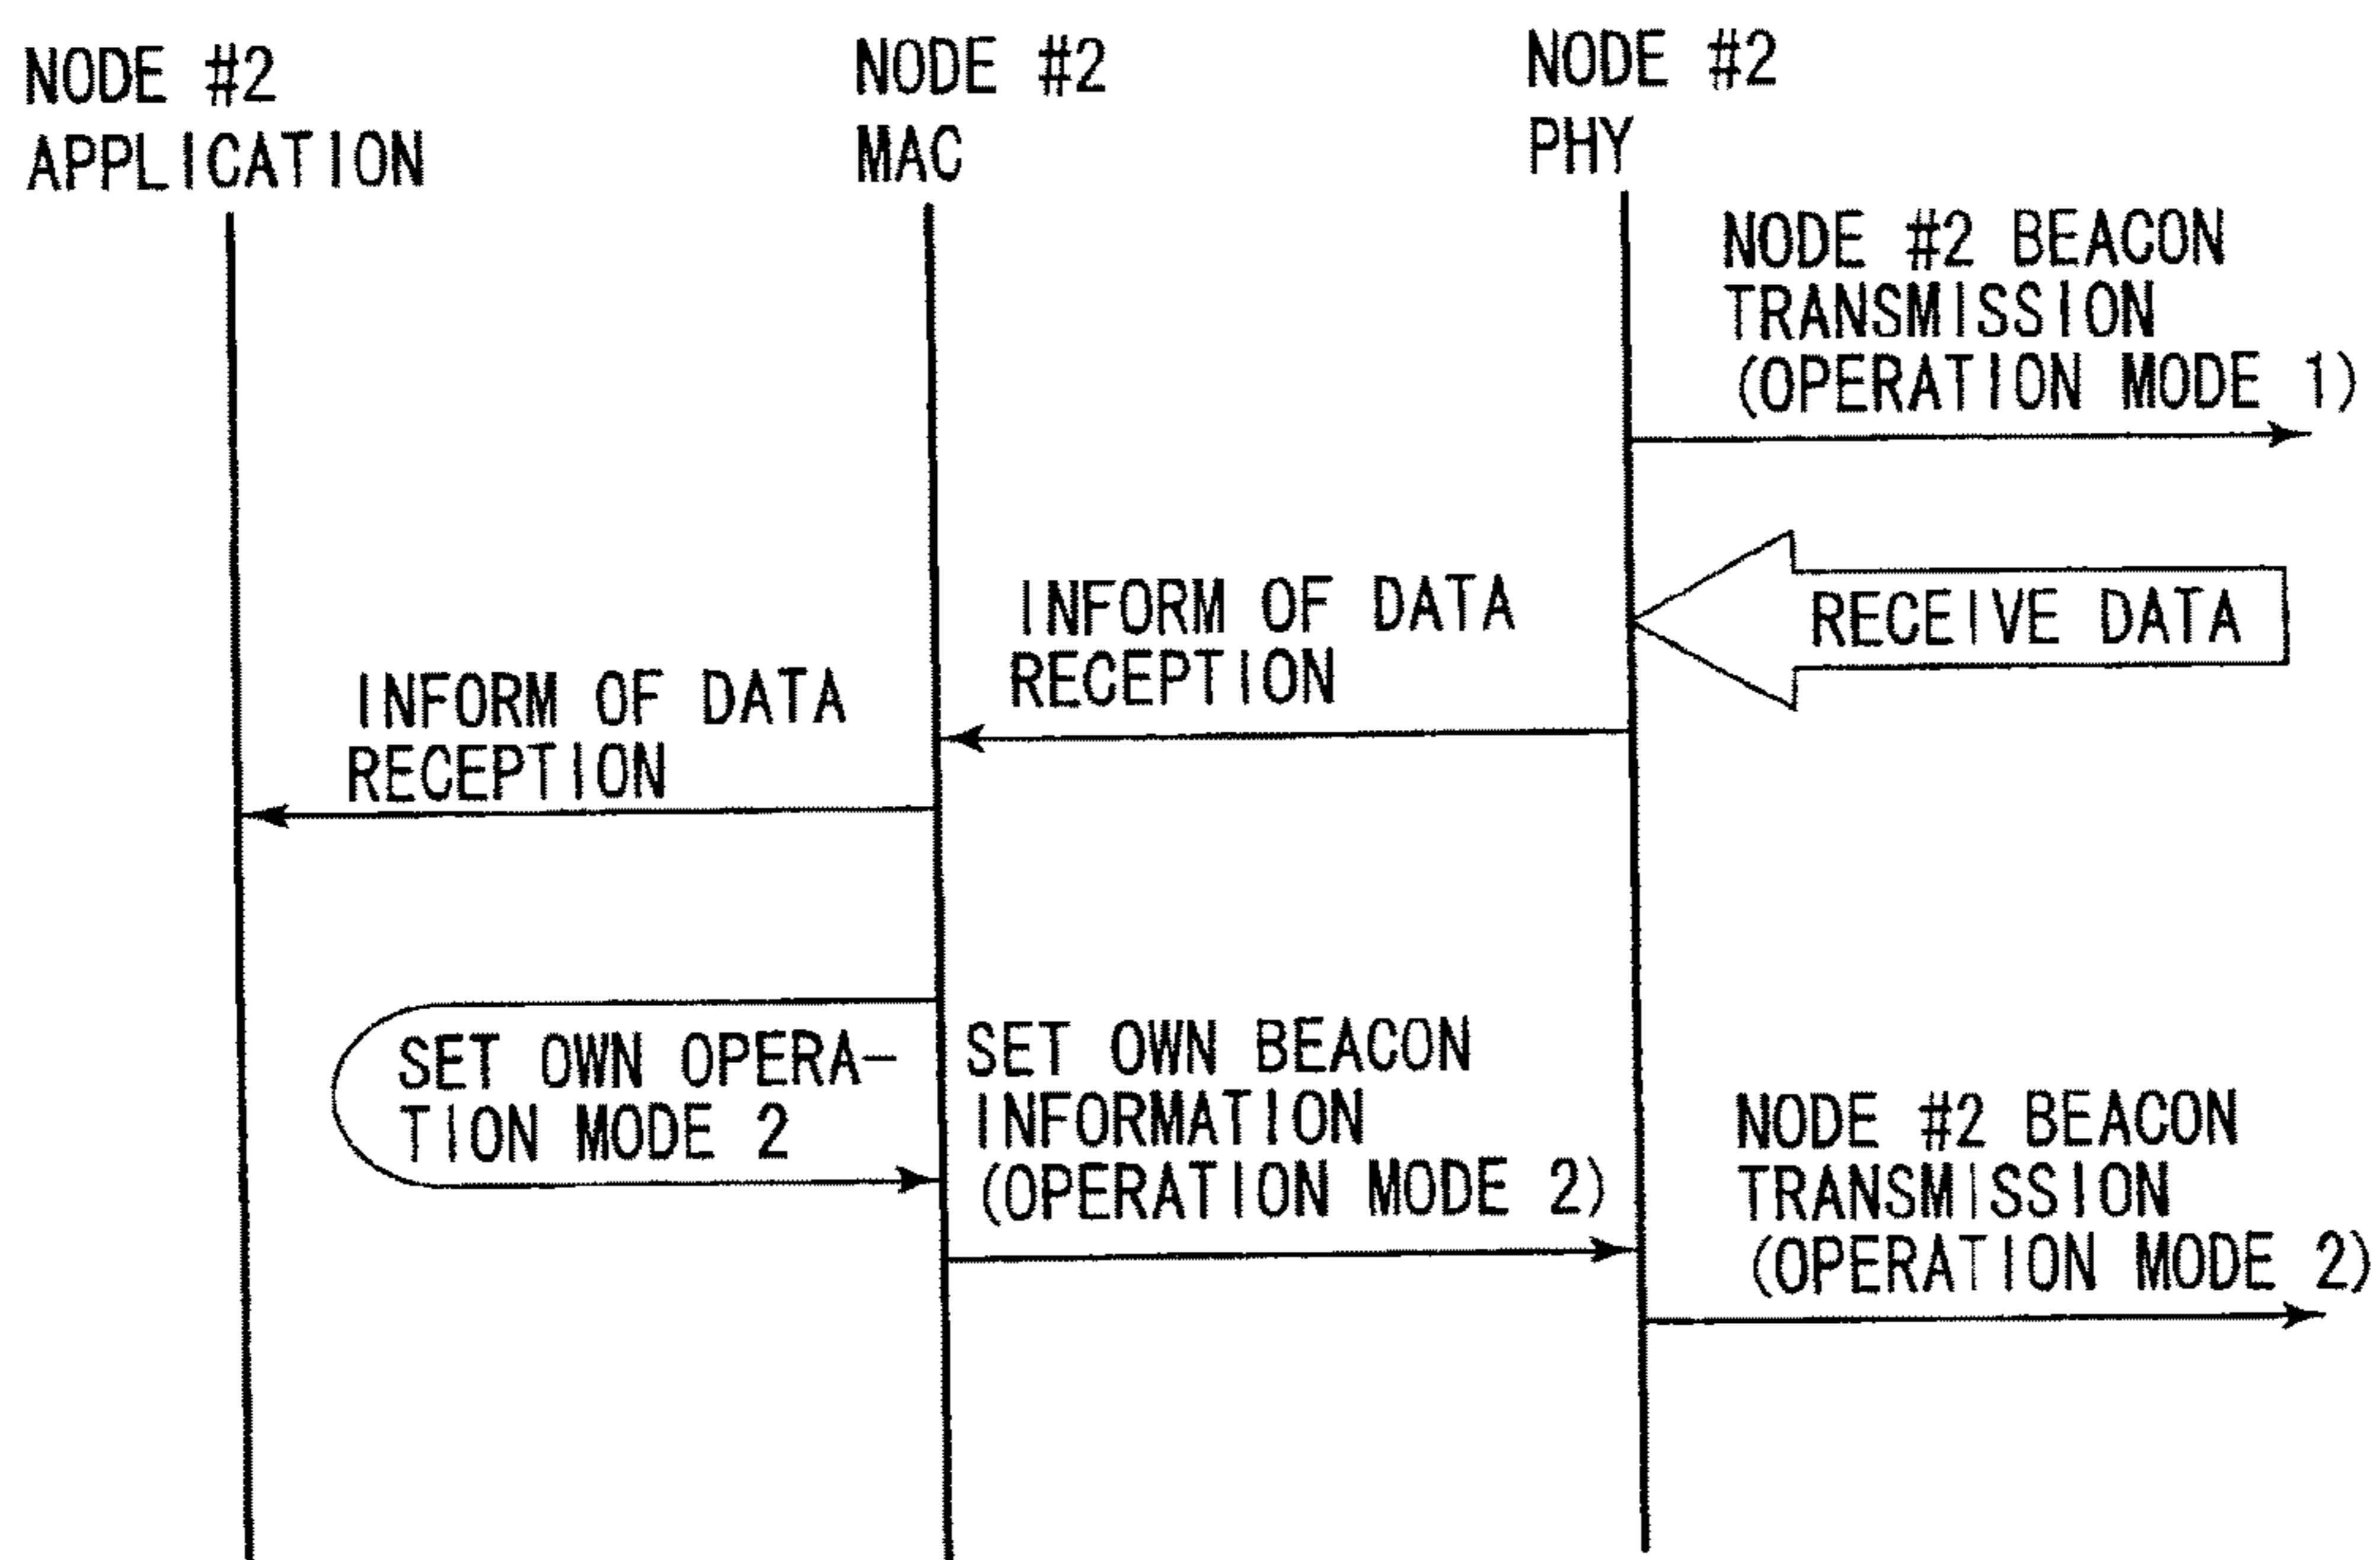 NODE #2
APPLICATION
NODE #2
MAC
NODE #2
PHY
NODE #2 BEACON
TRANSMISSION
(OPERATION MODE 1)
RECEIVE DATA
INFORM OF DATA
RECEPTION
INFORM OF DATA
RECEPTION
SET OWN OPERA-
TION MODE 2
SET OWN BEACON
INFORMATION
(OPERATION MODE 2)
NODE #2 BEACON
TRANSMISSION
(OPERATION MODE 2)